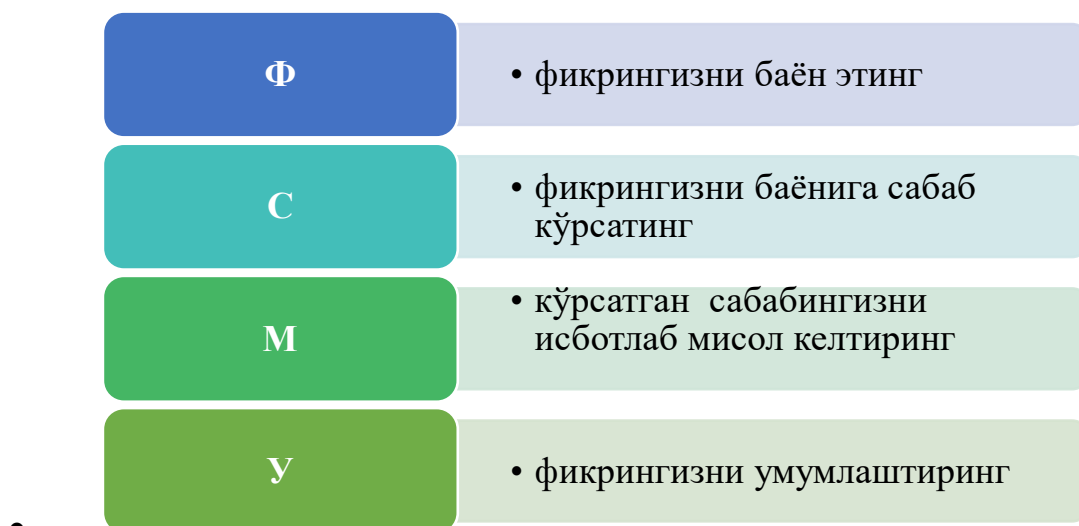 Ф
• фикрингизни баён этинг
С
• фикрингизни баёнига сабаб
кўрсатинг
М
• кўрсатган сабабингизни
исботлаб мисол келтиринг
У
• фикрингизни умумлаштиринг